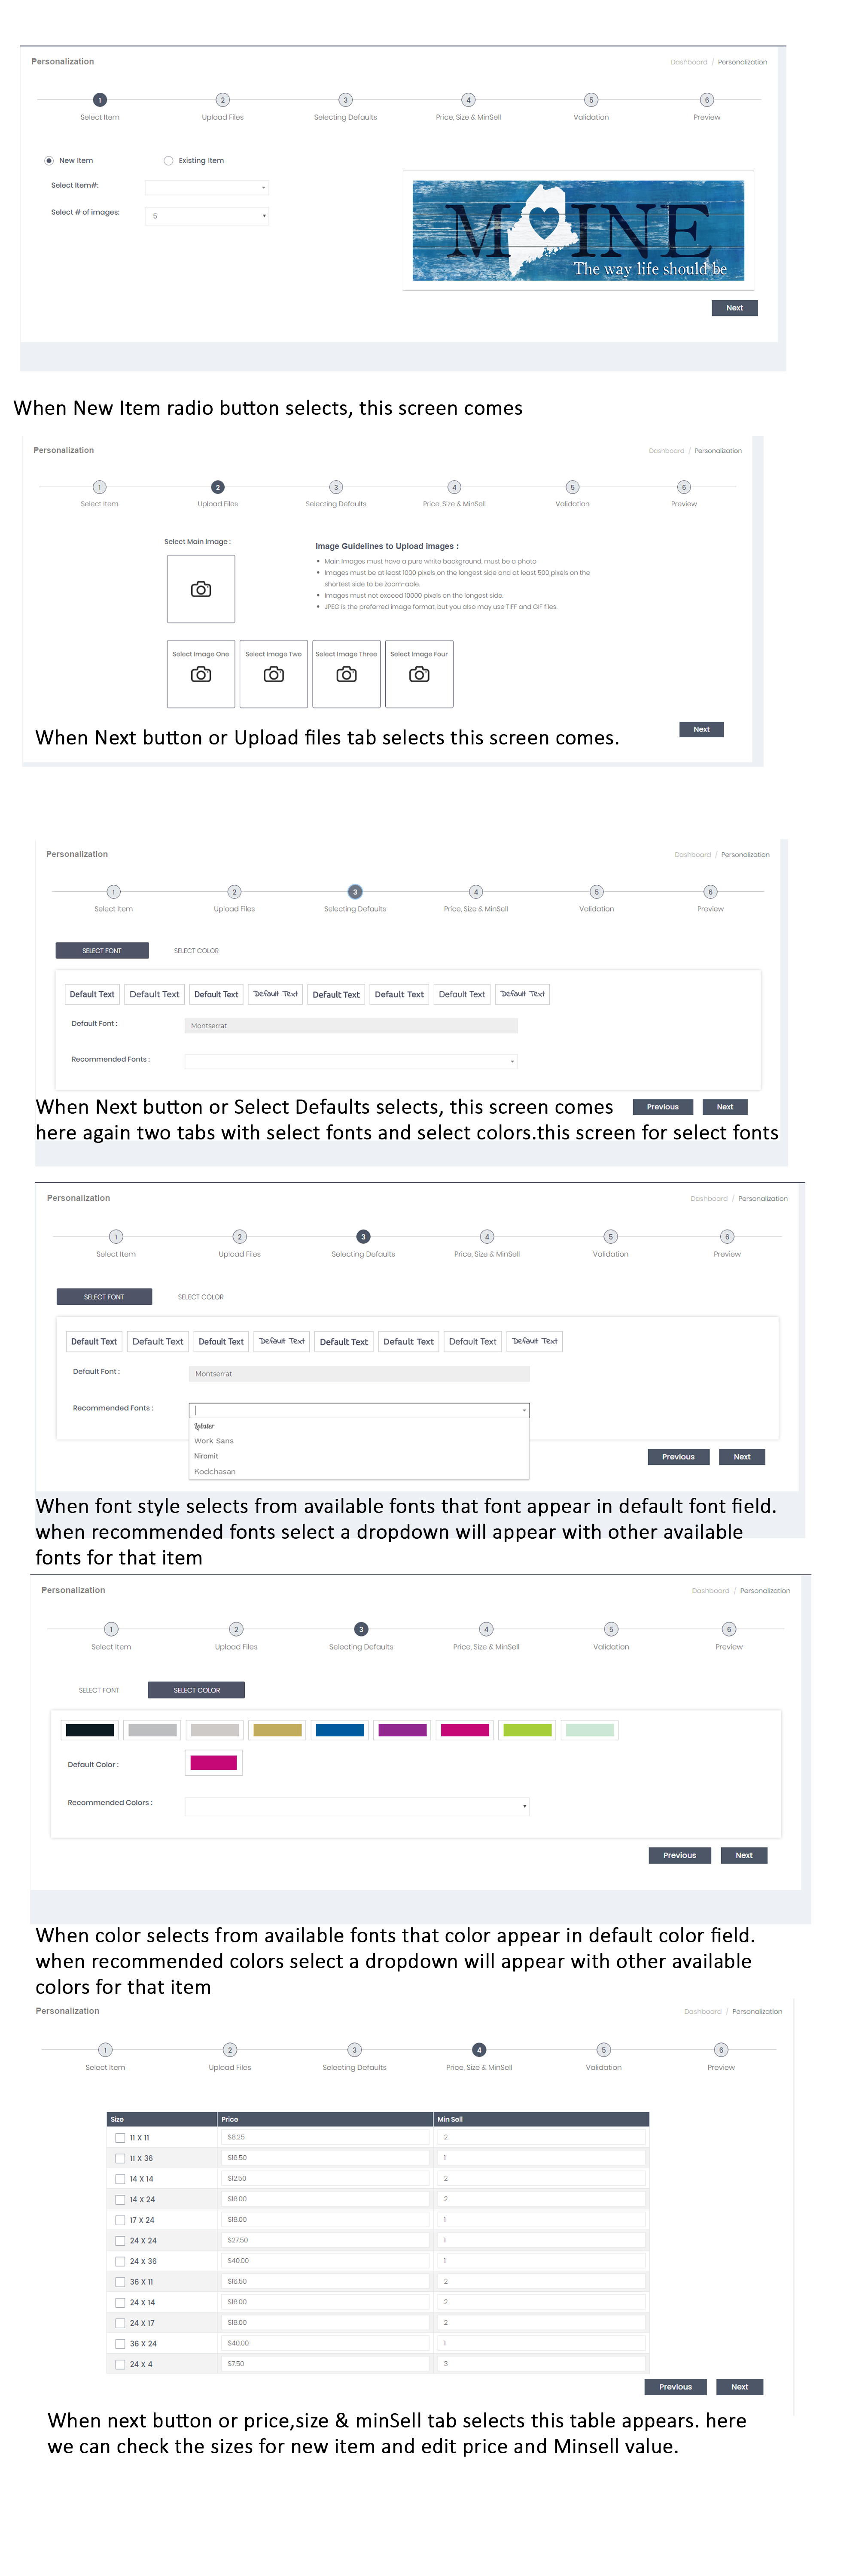 Personalization
Dashboard / Personalization
1 2 3 4 5 6
Select Item Upload Files Selecting Defaults Price, Size & MinSell Validation Preview
New Item Existing Item
Select Item#:
Select # of images: 5
MAINE
The way life should be
Next
When New Item radio button selects, this screen comes
Personalization
Dashboard / Personalization
1 2 3 4 5 6
Select Item Upload Files Selecting Defaults Price, Size & MinSell Validation Preview
Select Main Image :
Image Guidelines to Upload images :
• Main Images must have a pure white background, must be a photo
• Images must be at least 1000 pixels on the longest side and at least 500 pixels on the
shortest side to be zoom-able.
• Images must not exceed 10000 pixels on the longest side.
• JPEG is the preferred image format, but you also may use TIFF and GIF files.
Select Image One Select Image Two Select Image Three Select Image Four
Next
When Next button or Upload files tab selects this screen comes.
Personalization
Dashboard / Personalization
1 2 3 4 5 6
Select Item Upload Files Selecting Defaults Price, Size & MinSell Validation Preview
SELECT FONT SELECT COLOR
Default Text Default Text Default Text Default Text Default Text Default Text Default Text Default Text
Default Font : Montserrat
Recommended Fonts :
Previous Next
When Next button or Select Defaults selects, this screen comes
here again two tabs with select fonts and select colors.this screen for select fonts
Personalization
Dashboard / Personalization
1 2 3 4 5 6
Select Item Upload Files Selecting Defaults Price, Size & MinSell Validation Preview
SELECT FONT SELECT COLOR
Default Text Default Text Default Text Default Text Default Text Default Text Default Text Default Text
Default Font : Montserrat
Recommended Fonts :
Lobster
Work Sans
Niramit
Kodchasan
Previous Next
When font style selects from available fonts that font appear in default font field.
when recommended fonts select a dropdown will appear with other available
fonts for that item
Personalization
Dashboard / Personalization
1 2 3 4 5 6
Select Item Upload Files Selecting Defaults Price, Size & MinSell Validation Preview
SELECT FONT SELECT COLOR
Default Color :
Recommended Colors :
Previous Next
When color selects from available fonts that color appear in default color field.
when recommended colors select a dropdown will appear with other available
colors for that item
Personalization
Dashboard / Personalization
1 2 3 4 5 6
Select Item Upload Files Selecting Defaults Price, Size & MinSell Validation Preview
Size Price Min Sell
11 X 11 $8.25 2
11 X 36 $16.50 1
14 X 14 $12.50 2
14 X 24 $16.00 2
17 X 24 $18.00 1
24 X 24 $27.50 1
24 X 36 $40.00 1
36 X 11 $16.50 2
24 X 14 $16.00 2
24 X 17 $18.00 2
36 X 24 $40.00 1
24 X 4 $7.50 3
Previous Next
When next button or price,size & minSell tab selects this table appears. here
we can check the sizes for new item and edit price and Minsell value.